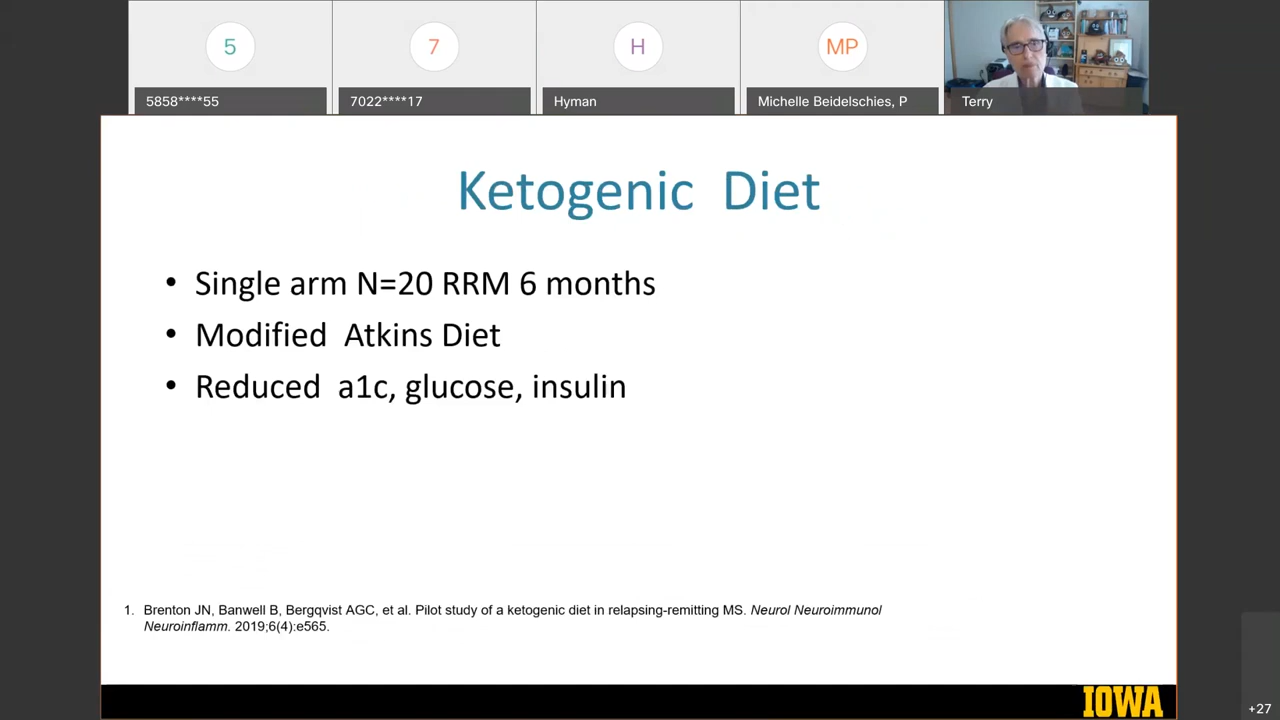 5
7
H
MP
5858****55
7022****17
Hyman
Michelle Beidelschies, P
Terry
Ketogenic Diet
• Single arm N=20 RRM 6 months
• Modified Atkins Diet
• Reduced a1c, glucose, insulin
1. Brenton JN, Banwell B, Bergqvist AGC, et al. Pilot study of a ketogenic diet in relapsing-remitting MS. Neurol Neuroimmunol
Neuroinflamm. 2019;6(4):e565.
IOWA
+27